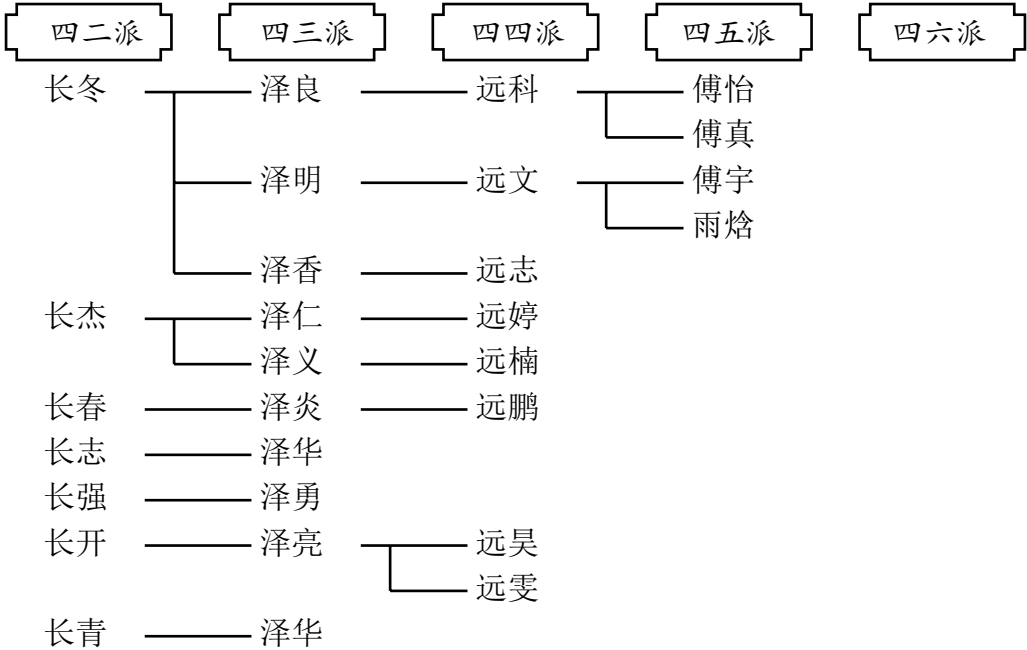 四二派 四三派 四四派 四五派 四六派
长冬 泽良 远科 傅怡
傅真
泽明 远文 傅宇
雨焓
泽香 远志
长杰 泽仁 远婷
泽义 远楠
长春 泽炎 远鹏
长志 泽华
长强 泽勇
长开 泽亮 远昊
远雯
长青 泽华